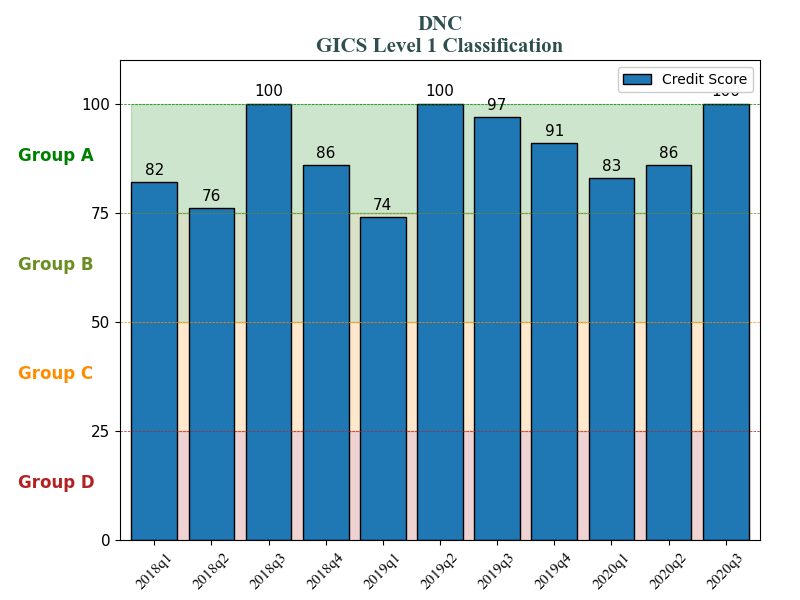 DNC
GICS Level 1 Classification
Credit Score
100
100
100
97
91
86
86
83
82
76
74
100
Group A
75
Group B
50
Group C
25
Group D
0
2018q1 2018q2 2018q3 2018q4 2019q1 2019q2 2019q3 2019q4 2020q1 2020q2 2020q3